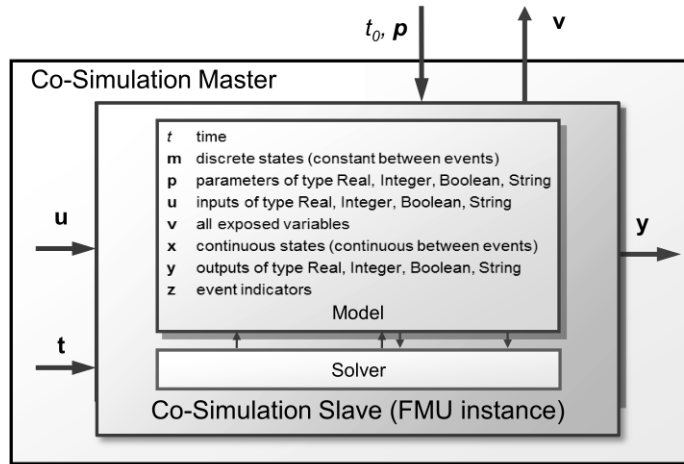 t0, p
v
Co-Simulation Master
t time
m discrete states (constant between events)
p parameters of type Real, Integer, Boolean, String
u inputs of type Real, Integer, Boolean, String
v all exposed variables
x continuous states (continuous between events)
y outputs of type Real, Integer, Boolean, String
z event indicators
Model
u
y
t
Solver
Co-Simulation Slave (FMU instance)